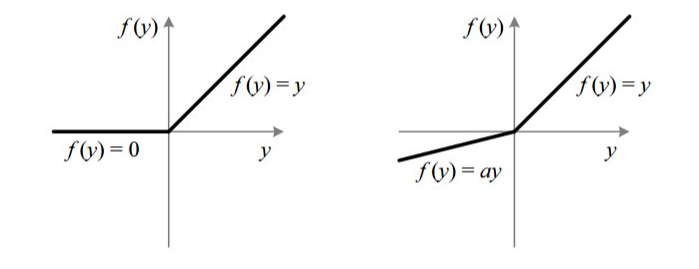 f(y)
f(y) = y
f(y) = 0
y
f(y)
f(y) = y
f(y) = ay
y